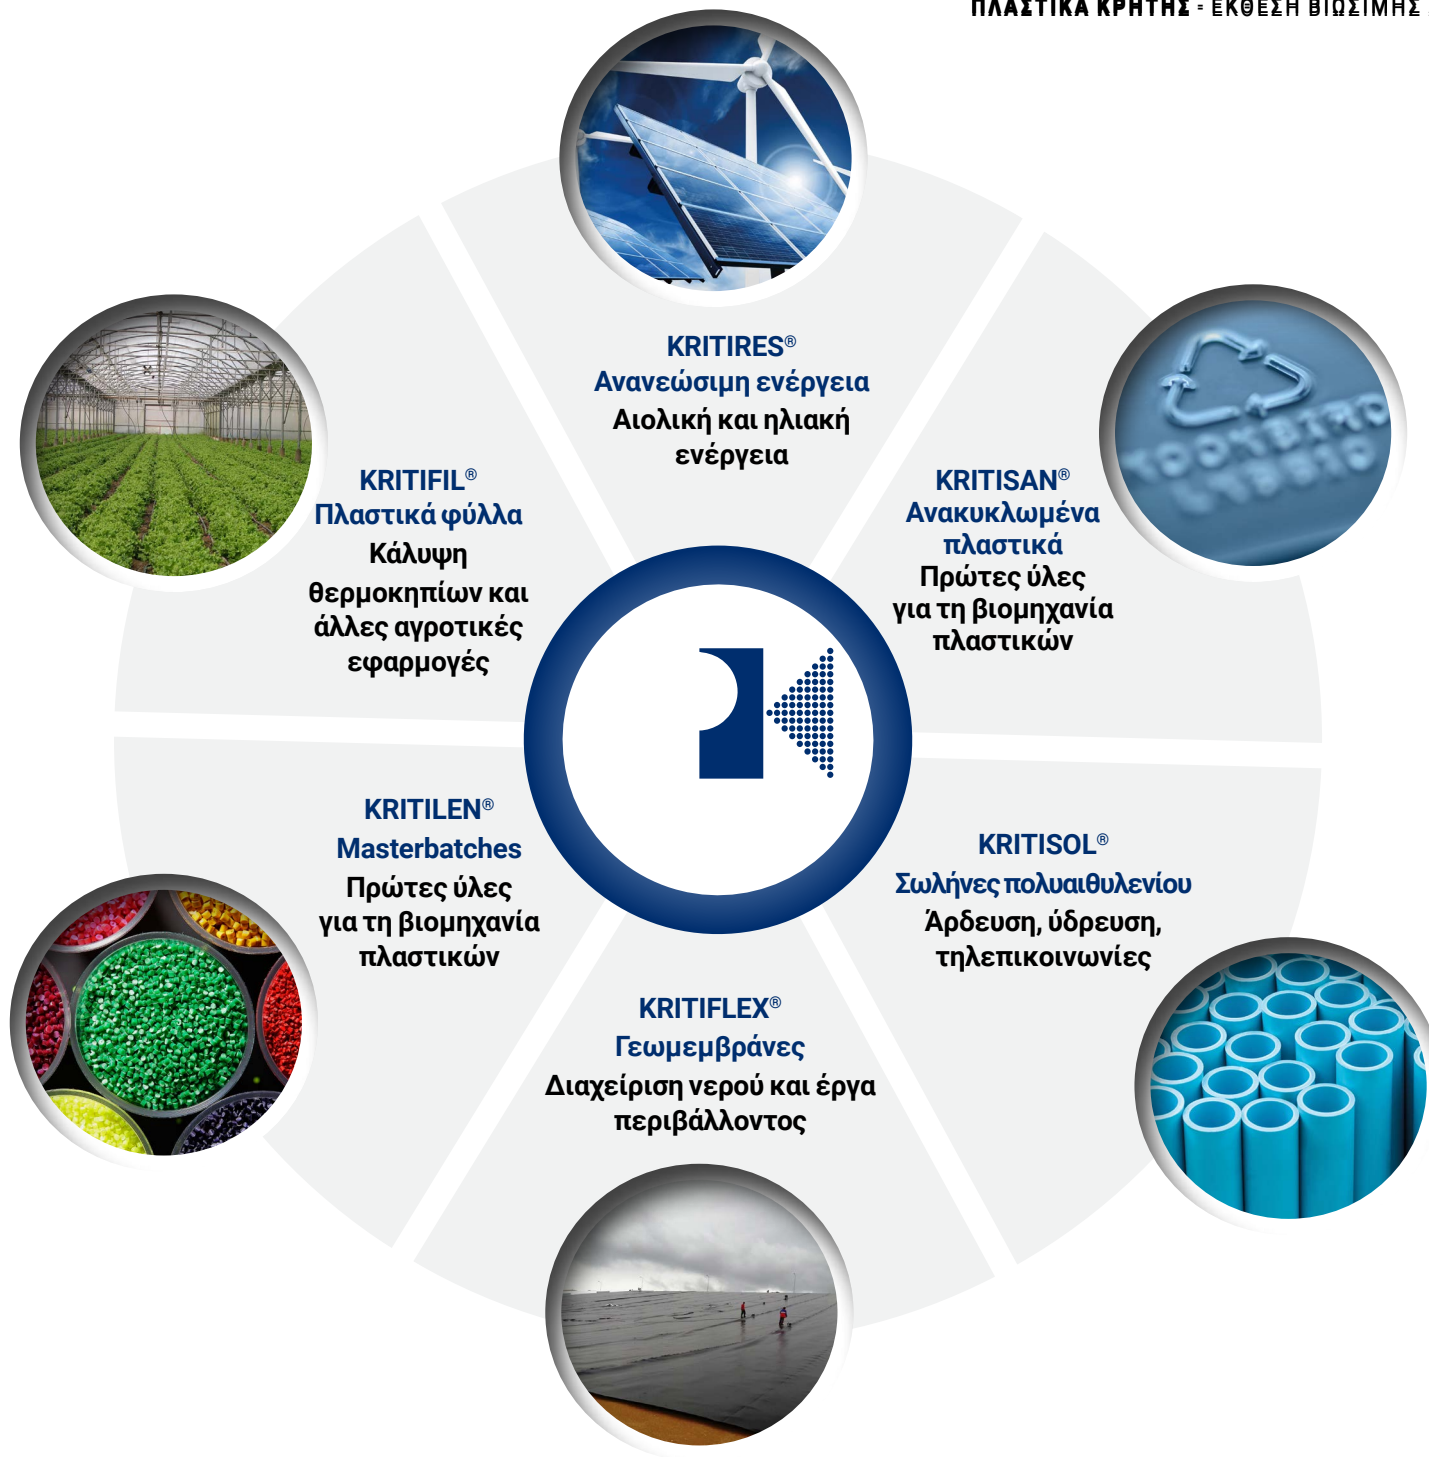 ΠΛΑΣΤΙΚΑ ΚΡΗΤΗΣ - ΕΚΘΕΣΗ ΒΙΩΣΙΜΗΣ
KRITIRES®
Ανανεώσιμη ενέργεια
Αιολική και ηλιακή
ενέργεια
KRITIFIL®
Πλαστικά φύλλα
Κάλυψη
θερμοκηπίων και
άλλες αγροτικές
εφαρμογές
KRITISAN®
Ανακυκλωμένα
πλαστικά
Πρώτες ύλες
για τη βιομηχανία
πλαστικών
KRITILEN®
Masterbatches
Πρώτες ύλες
για τη βιομηχανία
πλαστικών
KRITISOL®
Σωλήνες πολυαιθυλενίου
Άρδευση, ύδρευση,
τηλεπικοινωνίες
KRITIFLEX®
Γεωμεμβράνες
Διαχείριση νερού και έργα
περιβάλλοντος